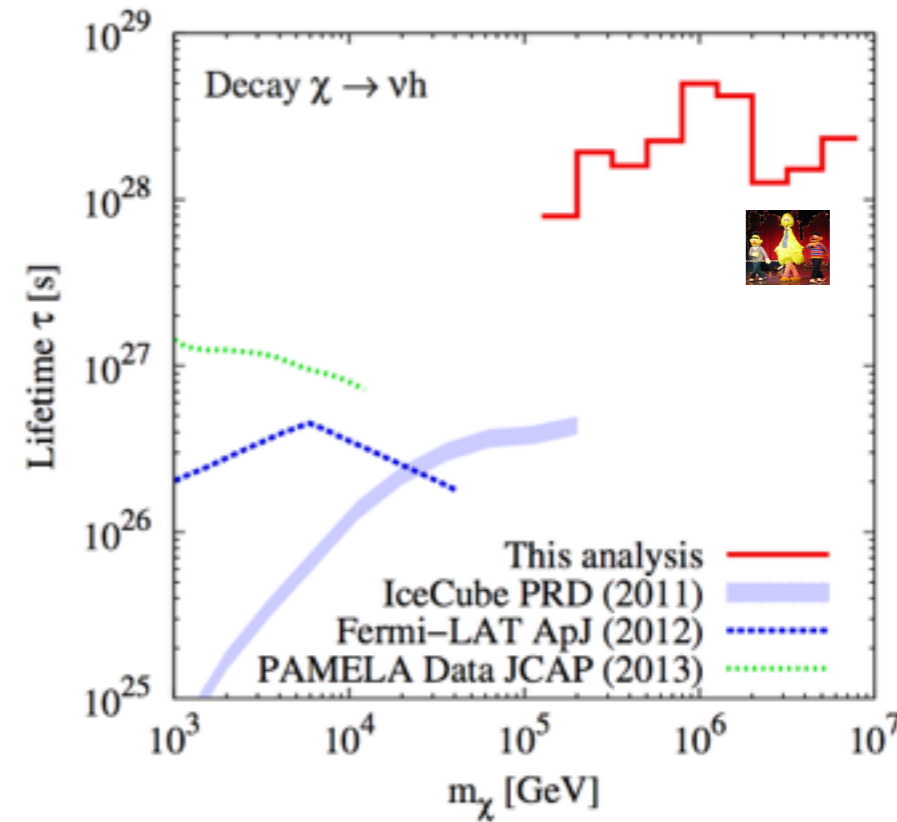 10^29
Decay χ → νh
10^28
Lifetime τ [s]
10^27
10^26
This analysis
IceCube PRD (2011)
Fermi−LAT ApJ (2012)
PAMELA Data JCAP (2013)
10^25
10^3 10^4 10^5 10^6 10^7
m_χ [GeV]